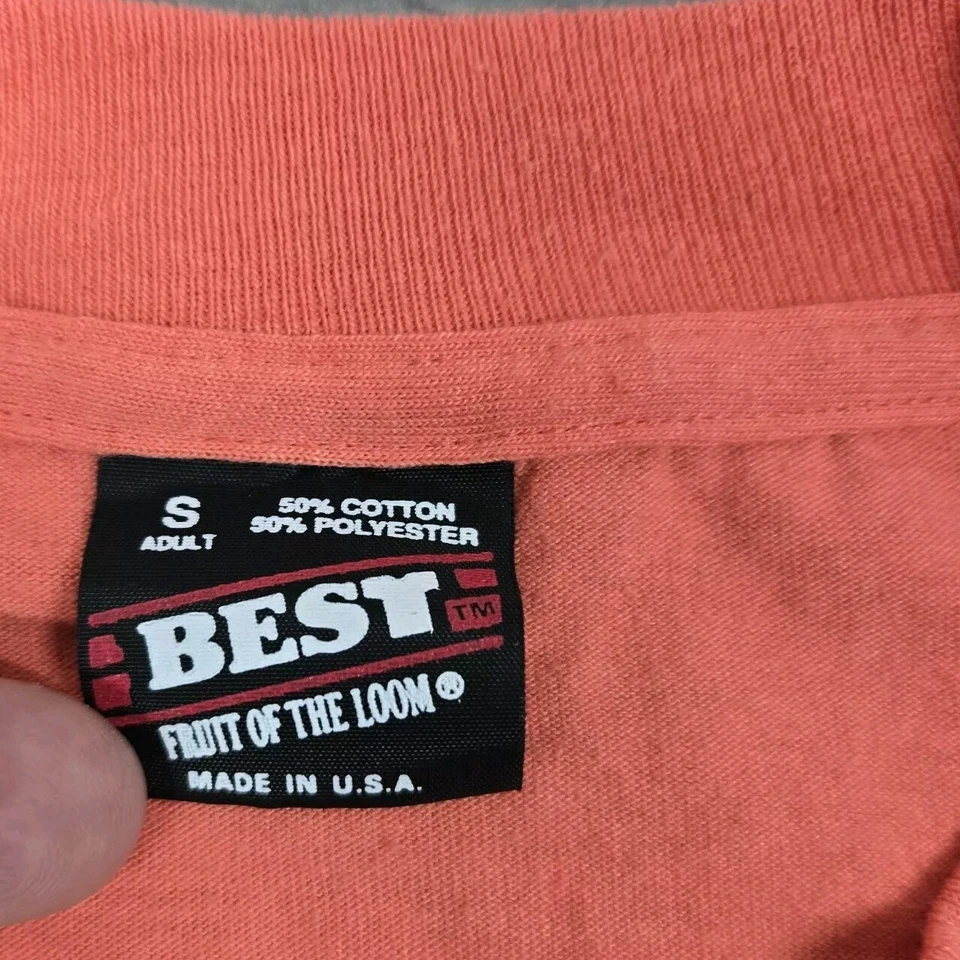 S
ADULT
50% COTTON
50% POLYESTER
BEST TM
FRUIT OF THE LOOM®
MADE IN U.S.A.